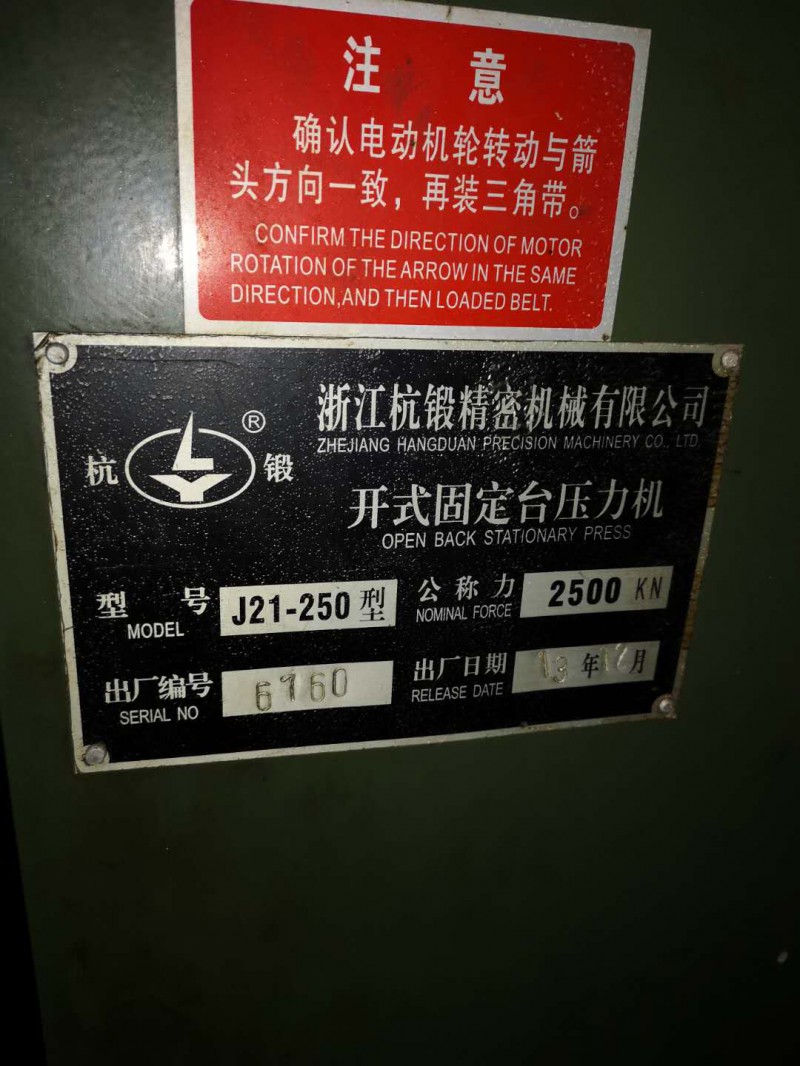 注 意
确认电动机轮转动与箭
头方向一致，再装三角带。
CONFIRM THE DIRECTION OF MOTOR
ROTATION OF THE ARROW IN THE SAME
DIRECTION,AND THEN LOADED BELT.
杭 ® 锻
浙江杭锻精密机械有限公司
ZHEJIANG HANGDUAN PRECISION MACHINERY CO., LTD.
开式固定台压力机
OPEN BACK STATIONARY PRESS
型 号 J21-250型 公称力 2500 KN
MODEL NOMINAL FORCE
出厂编号 6160 出厂日期 13年12月
SERIAL NO RELEASE DATE